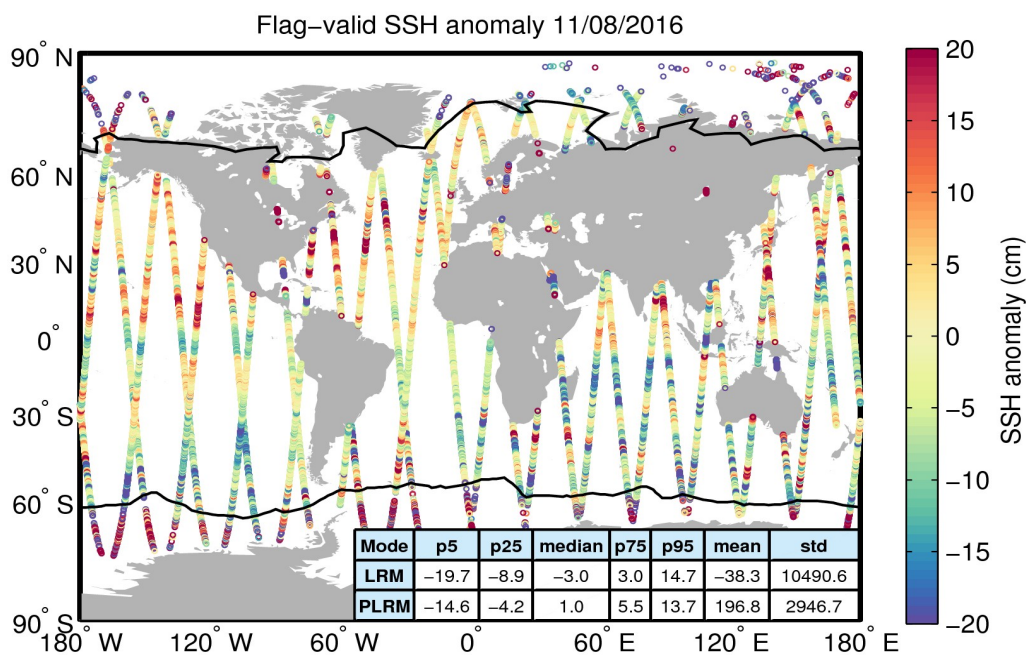 Flag−valid SSH anomaly 11/08/2016
90° N
60° N
30° N
0°
30° S
60° S
90° S
180° W
120° W
60° W
0°
60° E
120° E
180° E
20
15
10
5
0
−5
−10
−15
−20
SSH anomaly (cm)
Mode p5 p25 median p75 p95 mean std
LRM −19.7 −8.9 −3.0 3.0 14.7 −38.3 10490.6
PLRM −14.6 −4.2 1.0 5.5 13.7 196.8 2946.7